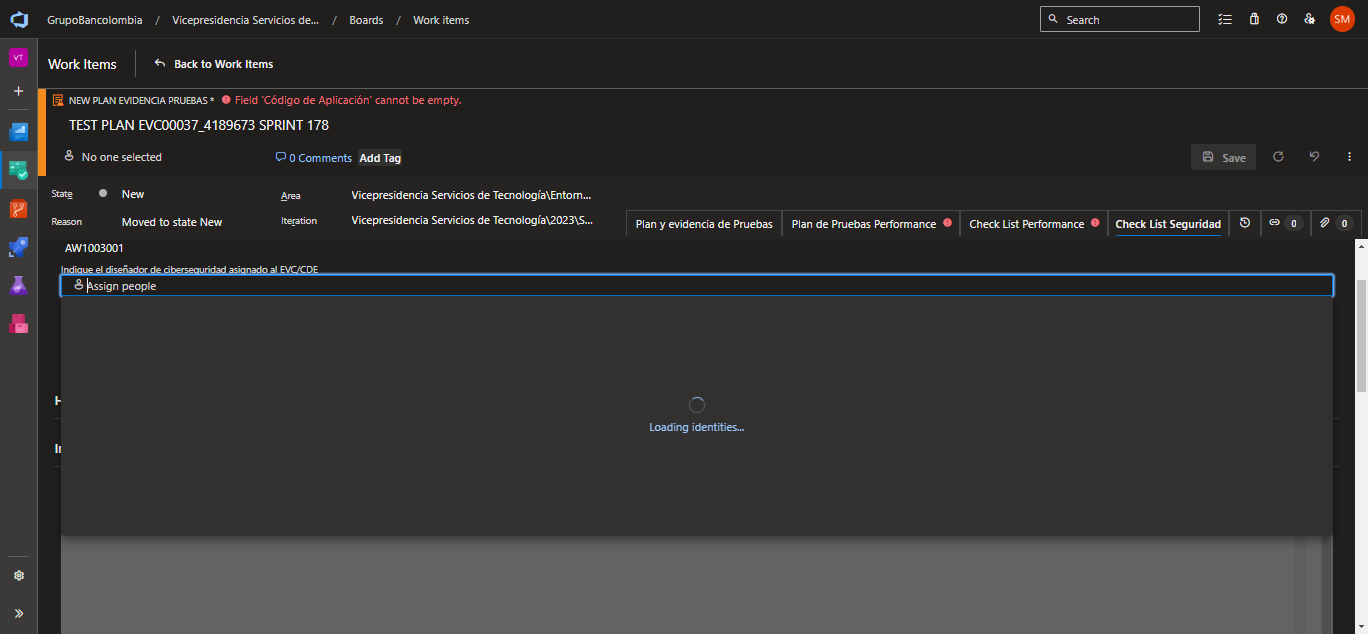 GrupoBancolombia / Vicepresidencia Servicios de... / Boards / Work items
Search
SM
VT
Work Items
Back to Work Items
NEW PLAN EVIDENCIA PRUEBAS * Field 'Código de Aplicación' cannot be empty.
TEST PLAN EVC00037_4189673 SPRINT 178
No one selected
0 Comments
Add Tag
Save
State
New
Area
Vicepresidencia Servicios de Tecnología\Entorn...
Reason
Moved to state New
Iteration
Vicepresidencia Servicios de Tecnología\2023\S...
Plan y evidencia de Pruebas
Plan de Pruebas Performance
Check List Performance
Check List Seguridad
0
0
AW1003001
Indique el diseñador de ciberseguridad asignado al EVC/CDE
Assign people
Loading identities...